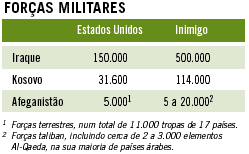 FORÇAS MILITARES
Estados Unidos Inimigo
Iraque 150.000 500.000
Kosovo 31.600 114.000
Afeganistão 5.000¹ 5 a 20.000²
¹ Forças terrestres, num total de 11.000 tropas de 17 países.
² Forças taliban, incluindo cerca de 2 a 3.000 elementos
Al-Qaeda, na sua maioria de países árabes.